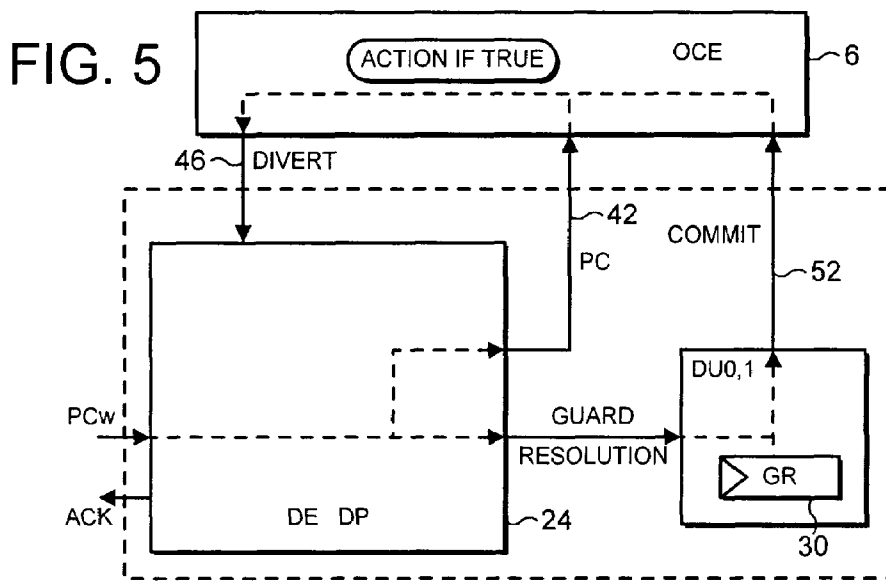 FIG. 5
ACTION IF TRUE
OCE
6
46
DIVERT
42
PC
COMMIT
52
DU0,1
PCw
GUARD
RESOLUTION
GR
ACK
DE DP
24
30